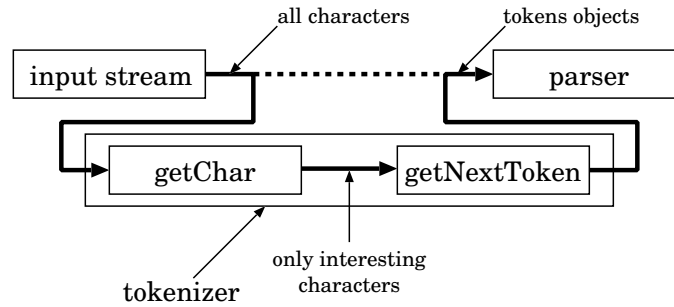 all characters
tokens objects
input stream
parser
getChar
getNextToken
only interesting
characters
tokenizer